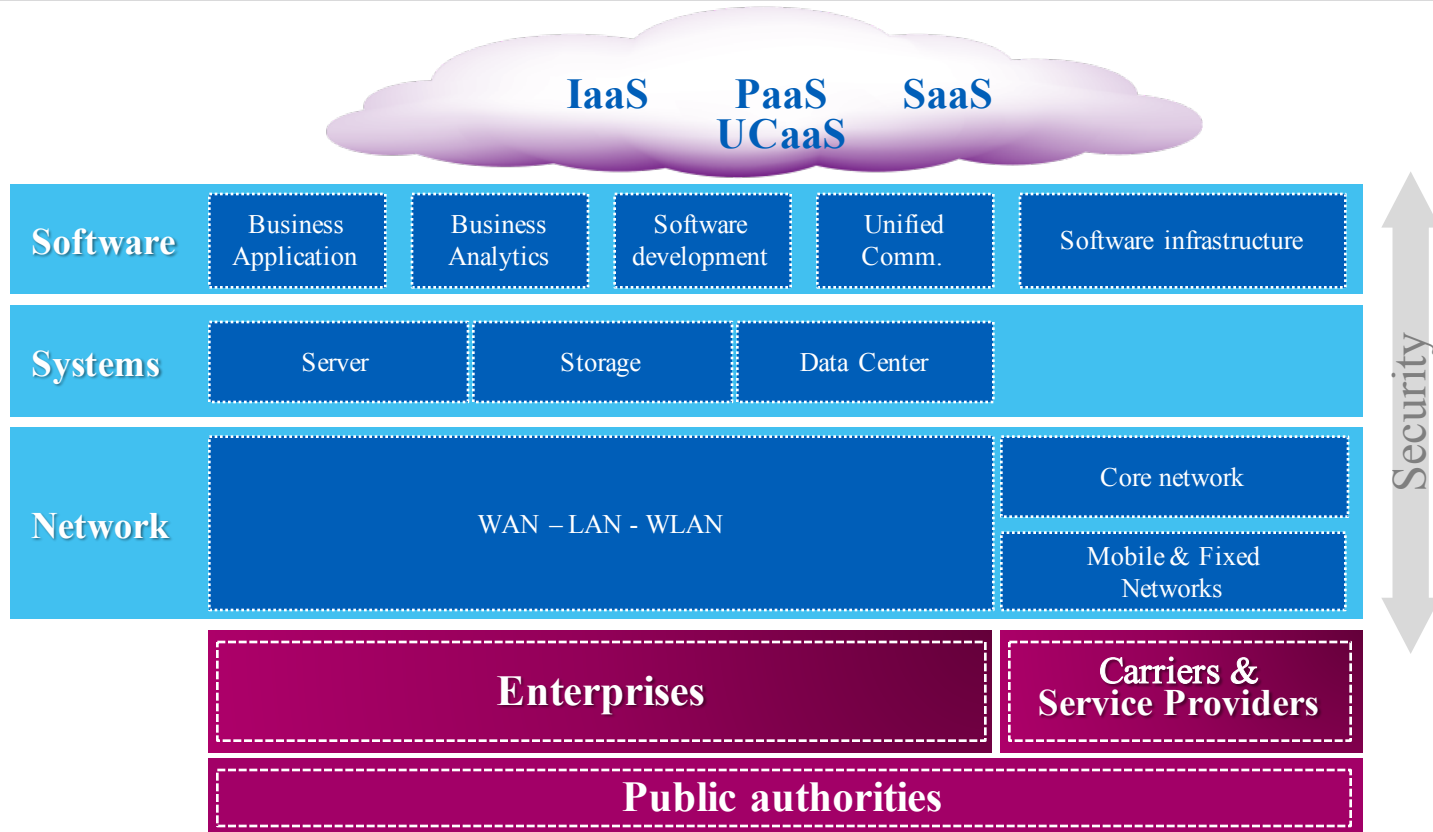 IaaS PaaS SaaS
UCaaS
Software
Business
Application
Business
Analytics
Software
development
Unified
Comm.
Software infrastructure
Systems
Server
Storage
Data Center
Network
WAN – LAN - WLAN
Core network
Mobile & Fixed
Networks
Security
Enterprises
Carriers &
Service Providers
Public authorities